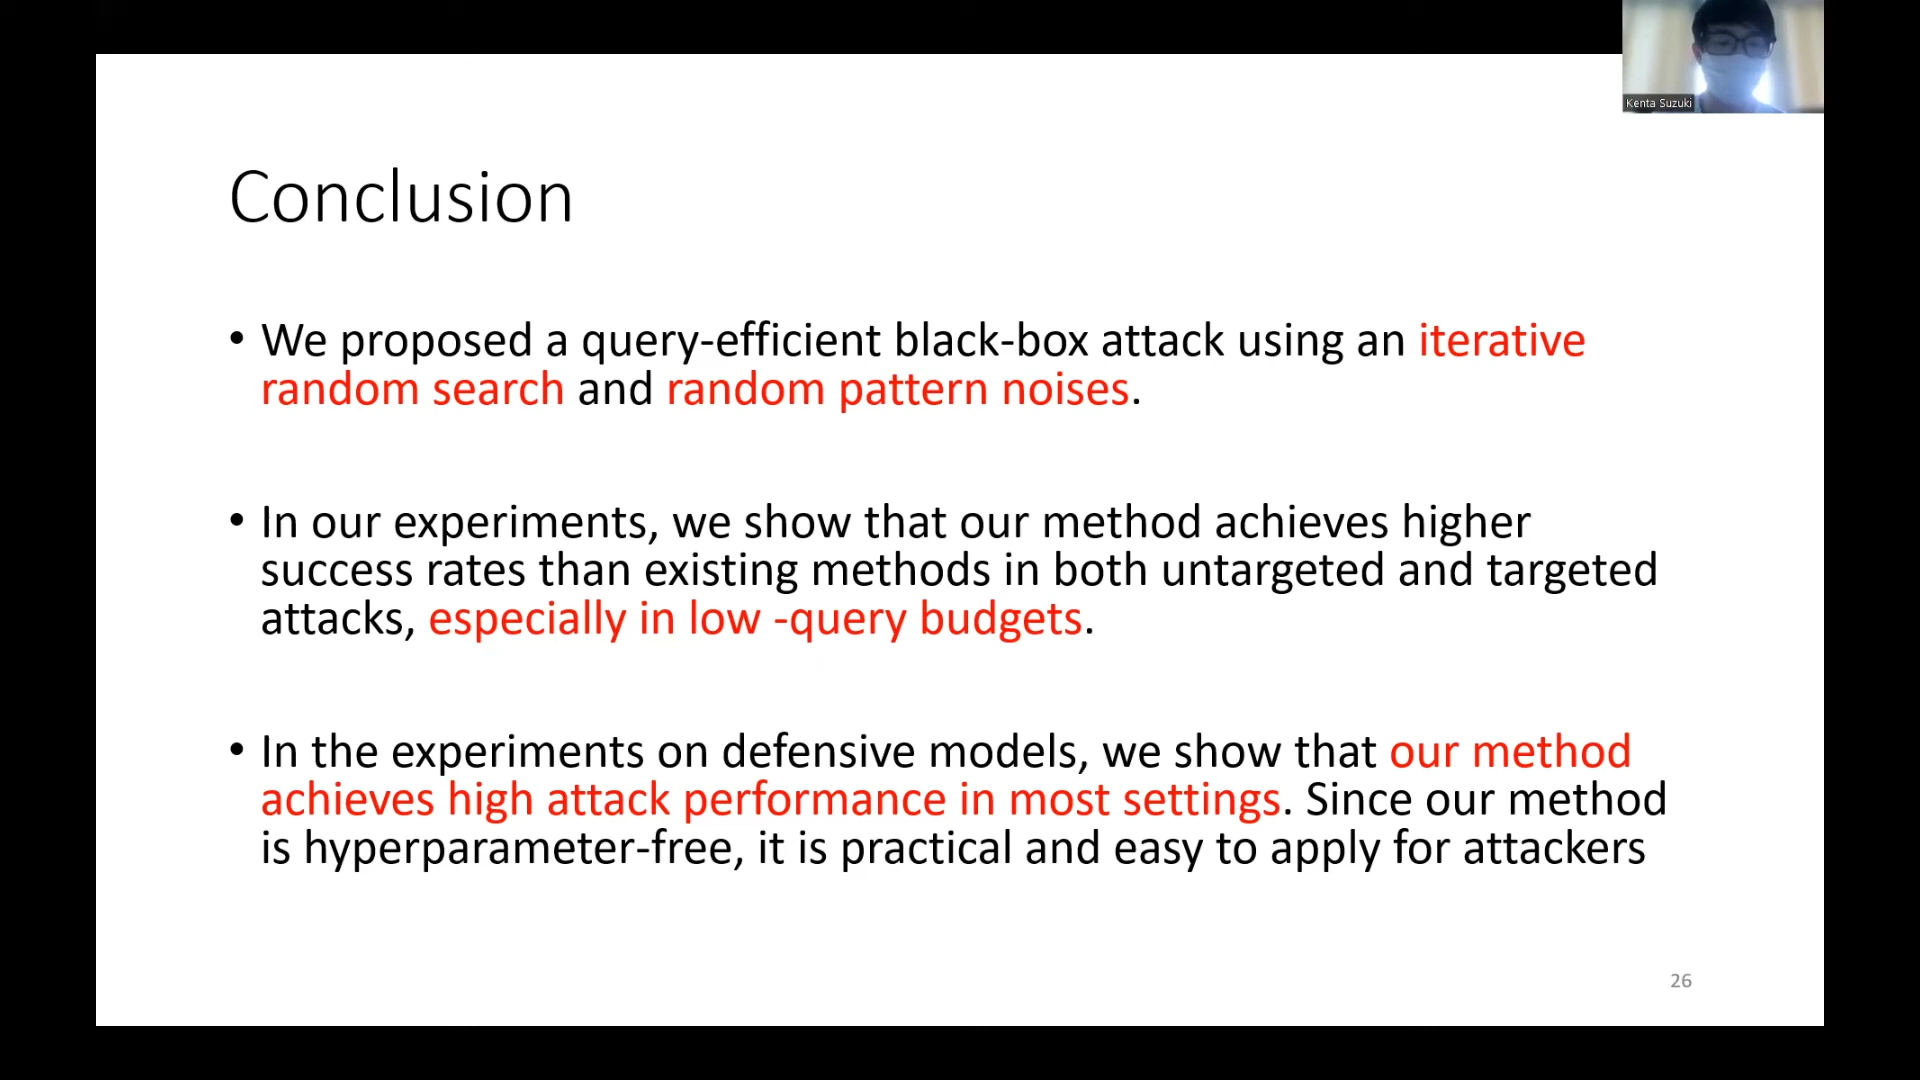 Kenta Suzuki
Conclusion
• We proposed a query-efficient black-box attack using an iterative
random search and random pattern noises.
• In our experiments, we show that our method achieves higher
success rates than existing methods in both untargeted and targeted
attacks, especially in low -query budgets.
• In the experiments on defensive models, we show that our method
achieves high attack performance in most settings. Since our method
is hyperparameter-free, it is practical and easy to apply for attackers
26